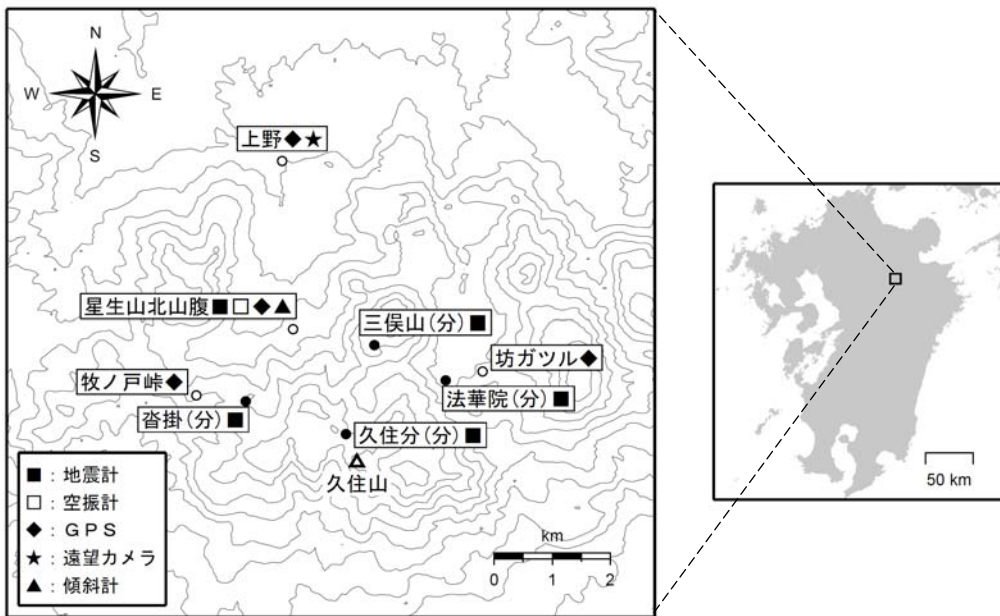 N
W E
S
上野◆★
星生山北山腹■□◆▲
三俣山(分)■
坊ガツル◆
牧ノ戸峠◆
法華院(分)■
沓掛(分)■
久住分(分)■
久住山
■:地震計
□:空振計
◆:GPS
★:遠望カメラ
▲:傾斜計
km
0 1 2
50 km